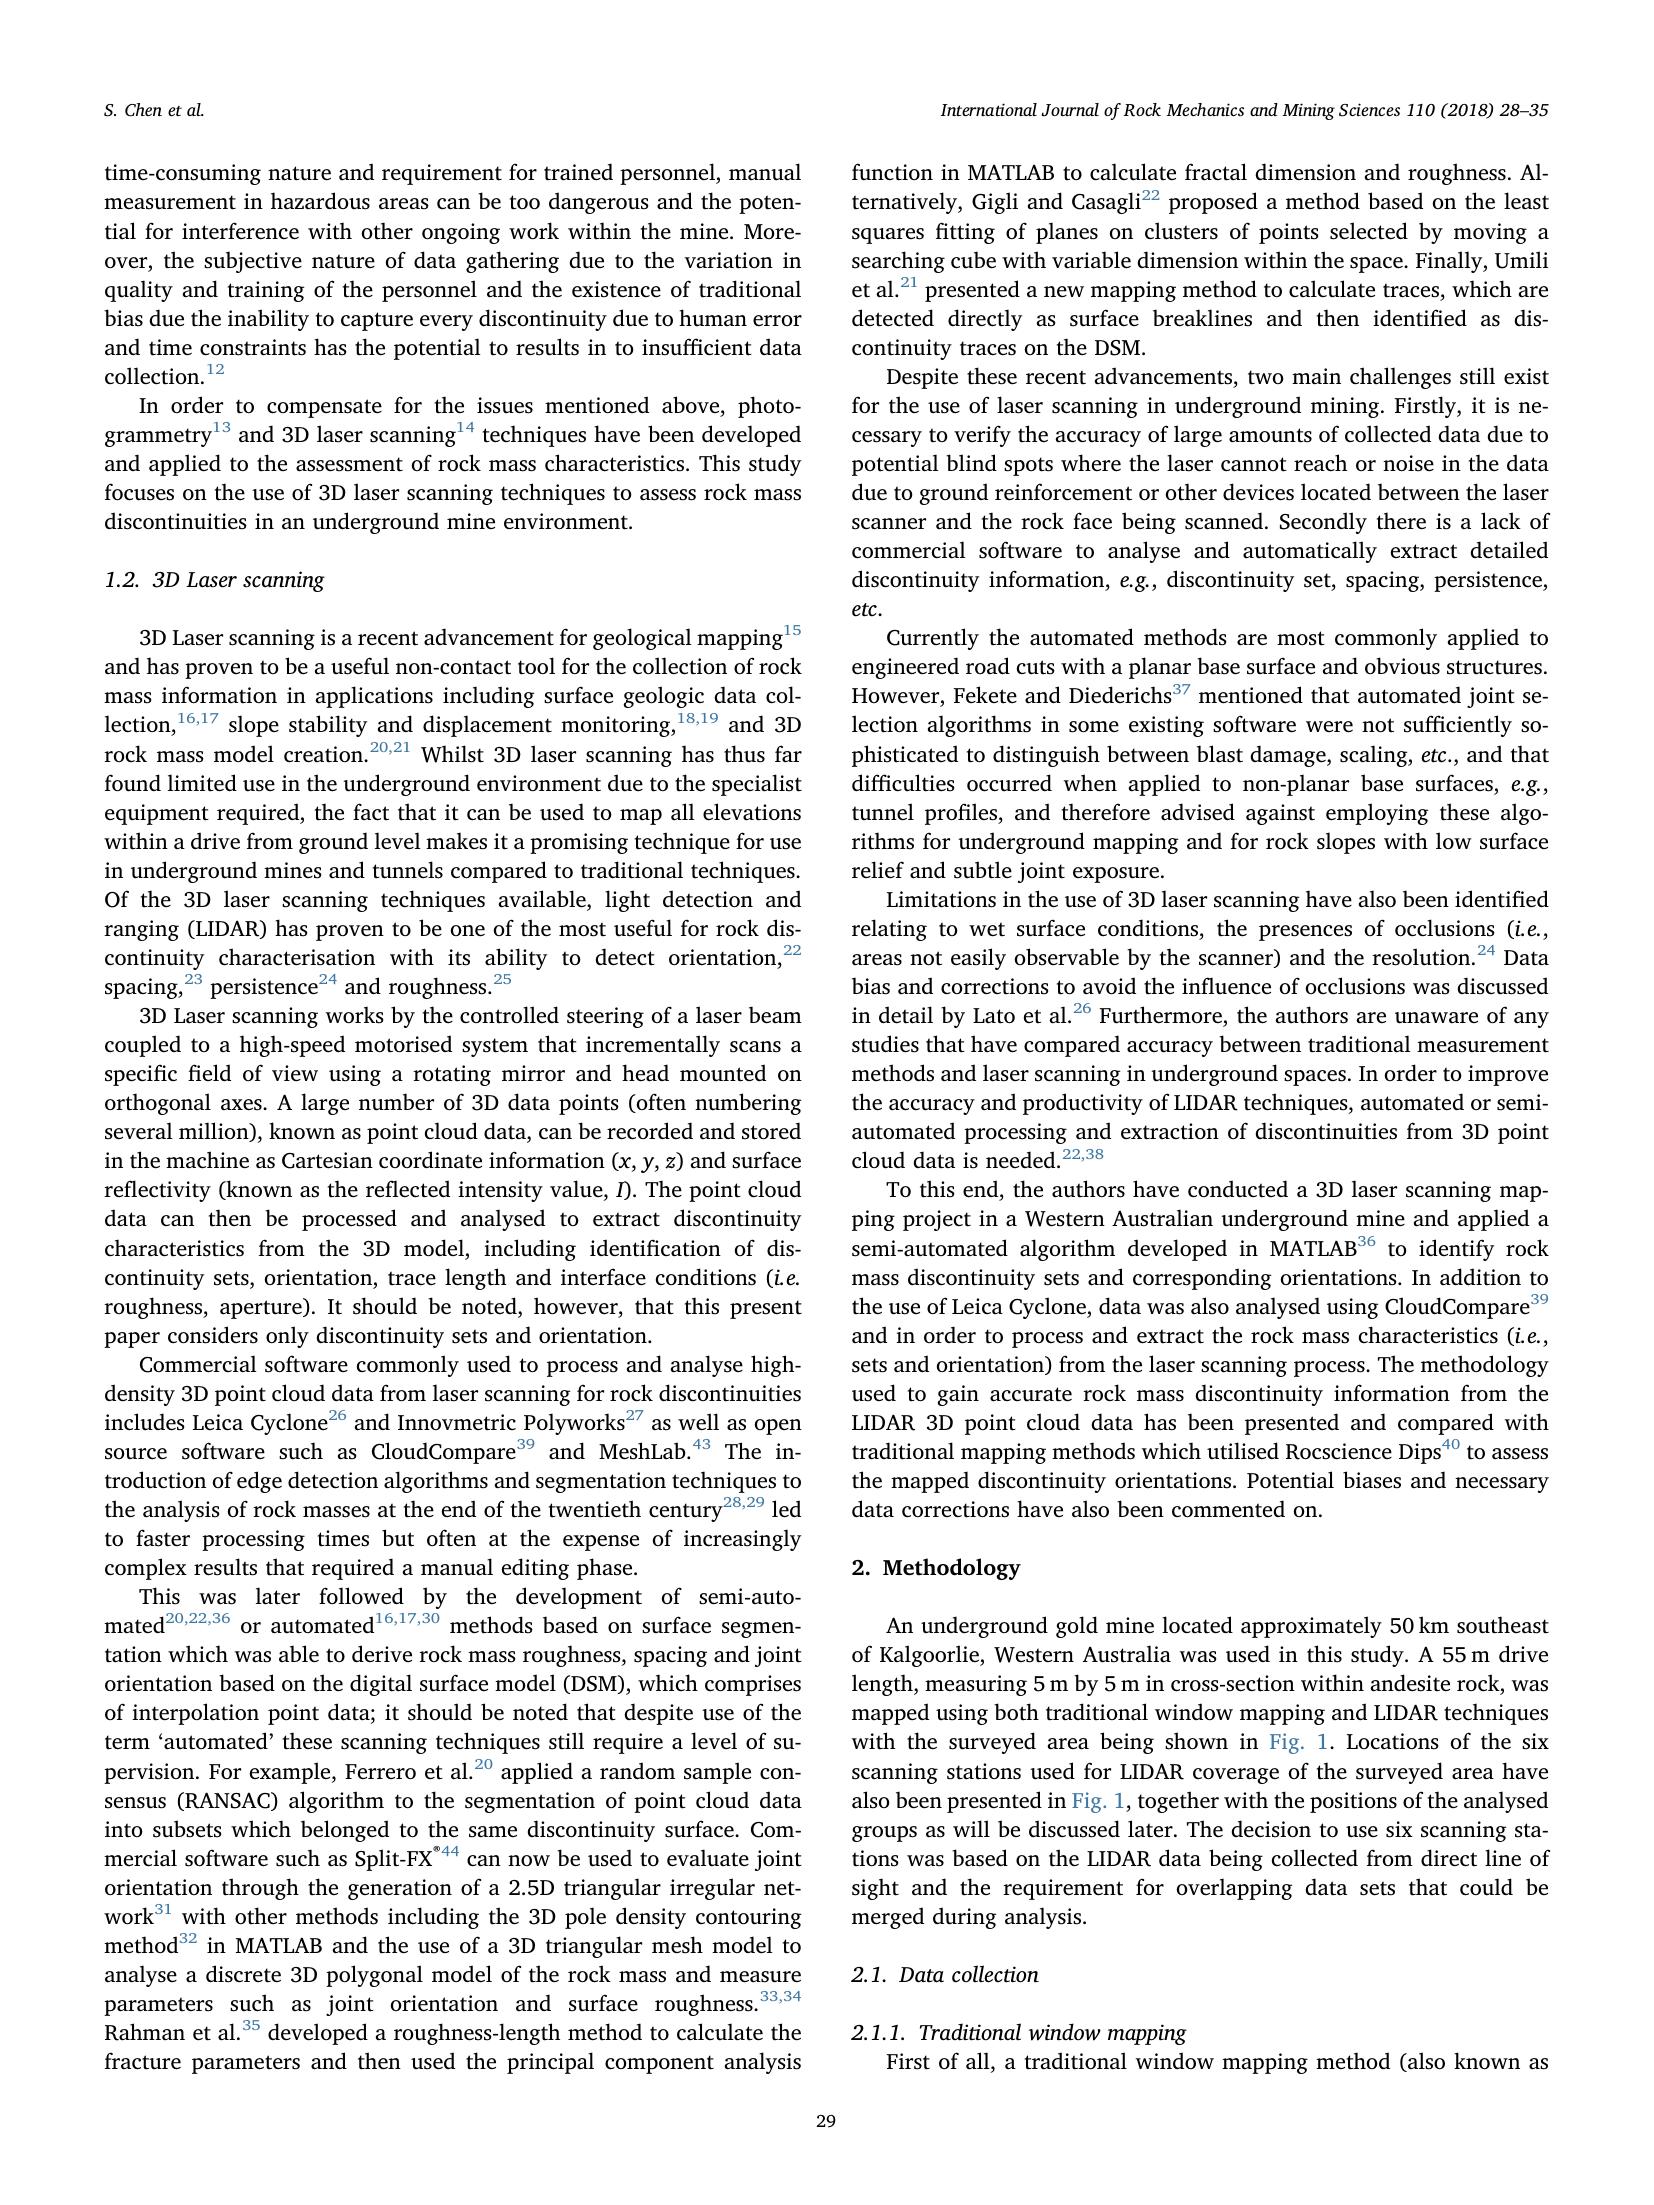 S. Chen et al.
International Journal of Rock Mechanics and Mining Sciences 110 (2018) 28–35
time-consuming nature and requirement for trained personnel, manual
measurement in hazardous areas can be too dangerous and the poten-
tial for interference with other ongoing work within the mine. More-
over, the subjective nature of data gathering due to the variation in
quality and training of the personnel and the existence of traditional
bias due the inability to capture every discontinuity due to human error
and time constraints has the potential to results in to insufficient data
collection.12
In order to compensate for the issues mentioned above, photo-
grammetry13 and 3D laser scanning14 techniques have been developed
and applied to the assessment of rock mass characteristics. This study
focuses on the use of 3D laser scanning techniques to assess rock mass
discontinuities in an underground mine environment.
1.2. 3D Laser scanning
3D Laser scanning is a recent advancement for geological mapping15
and has proven to be a useful non-contact tool for the collection of rock
mass information in applications including surface geologic data col-
lection,16,17 slope stability and displacement monitoring,18,19 and 3D
rock mass model creation.20,21 Whilst 3D laser scanning has thus far
found limited use in the underground environment due to the specialist
equipment required, the fact that it can be used to map all elevations
within a drive from ground level makes it a promising technique for use
in underground mines and tunnels compared to traditional techniques.
Of the 3D laser scanning techniques available, light detection and
ranging (LIDAR) has proven to be one of the most useful for rock dis-
continuity characterisation with its ability to detect orientation,22
spacing,23 persistence24 and roughness.25
3D Laser scanning works by the controlled steering of a laser beam
coupled to a high-speed motorised system that incrementally scans a
specific field of view using a rotating mirror and head mounted on
orthogonal axes. A large number of 3D data points (often numbering
several million), known as point cloud data, can be recorded and stored
in the machine as Cartesian coordinate information (x, y, z) and surface
reflectivity (known as the reflected intensity value, I). The point cloud
data can then be processed and analysed to extract discontinuity
characteristics from the 3D model, including identification of dis-
continuity sets, orientation, trace length and interface conditions (i.e.
roughness, aperture). It should be noted, however, that this present
paper considers only discontinuity sets and orientation.
Commercial software commonly used to process and analyse high-
density 3D point cloud data from laser scanning for rock discontinuities
includes Leica Cyclone26 and Innovmetric Polyworks27 as well as open
source software such as CloudCompare39 and MeshLab.43 The in-
troduction of edge detection algorithms and segmentation techniques to
the analysis of rock masses at the end of the twentieth century28,29 led
to faster processing times but often at the expense of increasingly
complex results that required a manual editing phase.
This was later followed by the development of semi-auto-
mated20,22,36 or automated16,17,30 methods based on surface segmen-
tation which was able to derive rock mass roughness, spacing and joint
orientation based on the digital surface model (DSM), which comprises
of interpolation point data; it should be noted that despite use of the
term ‘automated’ these scanning techniques still require a level of su-
pervision. For example, Ferrero et al.20 applied a random sample con-
sensus (RANSAC) algorithm to the segmentation of point cloud data
into subsets which belonged to the same discontinuity surface. Com-
mercial software such as Split-FX®44 can now be used to evaluate joint
orientation through the generation of a 2.5D triangular irregular net-
work31 with other methods including the 3D pole density contouring
method32 in MATLAB and the use of a 3D triangular mesh model to
analyse a discrete 3D polygonal model of the rock mass and measure
parameters such as joint orientation and surface roughness.33,34
Rahman et al.35 developed a roughness-length method to calculate the
fracture parameters and then used the principal component analysis
function in MATLAB to calculate fractal dimension and roughness. Al-
ternatively, Gigli and Casagli22 proposed a method based on the least
squares fitting of planes on clusters of points selected by moving a
searching cube with variable dimension within the space. Finally, Umili
et al.21 presented a new mapping method to calculate traces, which are
detected directly as surface breaklines and then identified as dis-
continuity traces on the DSM.
Despite these recent advancements, two main challenges still exist
for the use of laser scanning in underground mining. Firstly, it is ne-
cessary to verify the accuracy of large amounts of collected data due to
potential blind spots where the laser cannot reach or noise in the data
due to ground reinforcement or other devices located between the laser
scanner and the rock face being scanned. Secondly there is a lack of
commercial software to analyse and automatically extract detailed
discontinuity information, e.g., discontinuity set, spacing, persistence,
etc.
Currently the automated methods are most commonly applied to
engineered road cuts with a planar base surface and obvious structures.
However, Fekete and Diederichs37 mentioned that automated joint se-
lection algorithms in some existing software were not sufficiently so-
phisticated to distinguish between blast damage, scaling, etc., and that
difficulties occurred when applied to non-planar base surfaces, e.g.,
tunnel profiles, and therefore advised against employing these algo-
rithms for underground mapping and for rock slopes with low surface
relief and subtle joint exposure.
Limitations in the use of 3D laser scanning have also been identified
relating to wet surface conditions, the presences of occlusions (i.e.,
areas not easily observable by the scanner) and the resolution.24 Data
bias and corrections to avoid the influence of occlusions was discussed
in detail by Lato et al.26 Furthermore, the authors are unaware of any
studies that have compared accuracy between traditional measurement
methods and laser scanning in underground spaces. In order to improve
the accuracy and productivity of LIDAR techniques, automated or semi-
automated processing and extraction of discontinuities from 3D point
cloud data is needed.22,38
To this end, the authors have conducted a 3D laser scanning map-
ping project in a Western Australian underground mine and applied a
semi-automated algorithm developed in MATLAB36 to identify rock
mass discontinuity sets and corresponding orientations. In addition to
the use of Leica Cyclone, data was also analysed using CloudCompare39
and in order to process and extract the rock mass characteristics (i.e.,
sets and orientation) from the laser scanning process. The methodology
used to gain accurate rock mass discontinuity information from the
LIDAR 3D point cloud data has been presented and compared with
traditional mapping methods which utilised Rocscience Dips40 to assess
the mapped discontinuity orientations. Potential biases and necessary
data corrections have also been commented on.
2. Methodology
An underground gold mine located approximately 50 km southeast
of Kalgoorlie, Western Australia was used in this study. A 55 m drive
length, measuring 5 m by 5 m in cross-section within andesite rock, was
mapped using both traditional window mapping and LIDAR techniques
with the surveyed area being shown in Fig. 1. Locations of the six
scanning stations used for LIDAR coverage of the surveyed area have
also been presented in Fig. 1, together with the positions of the analysed
groups as will be discussed later. The decision to use six scanning sta-
tions was based on the LIDAR data being collected from direct line of
sight and the requirement for overlapping data sets that could be
merged during analysis.
2.1. Data collection
2.1.1. Traditional window mapping
First of all, a traditional window mapping method (also known as
29